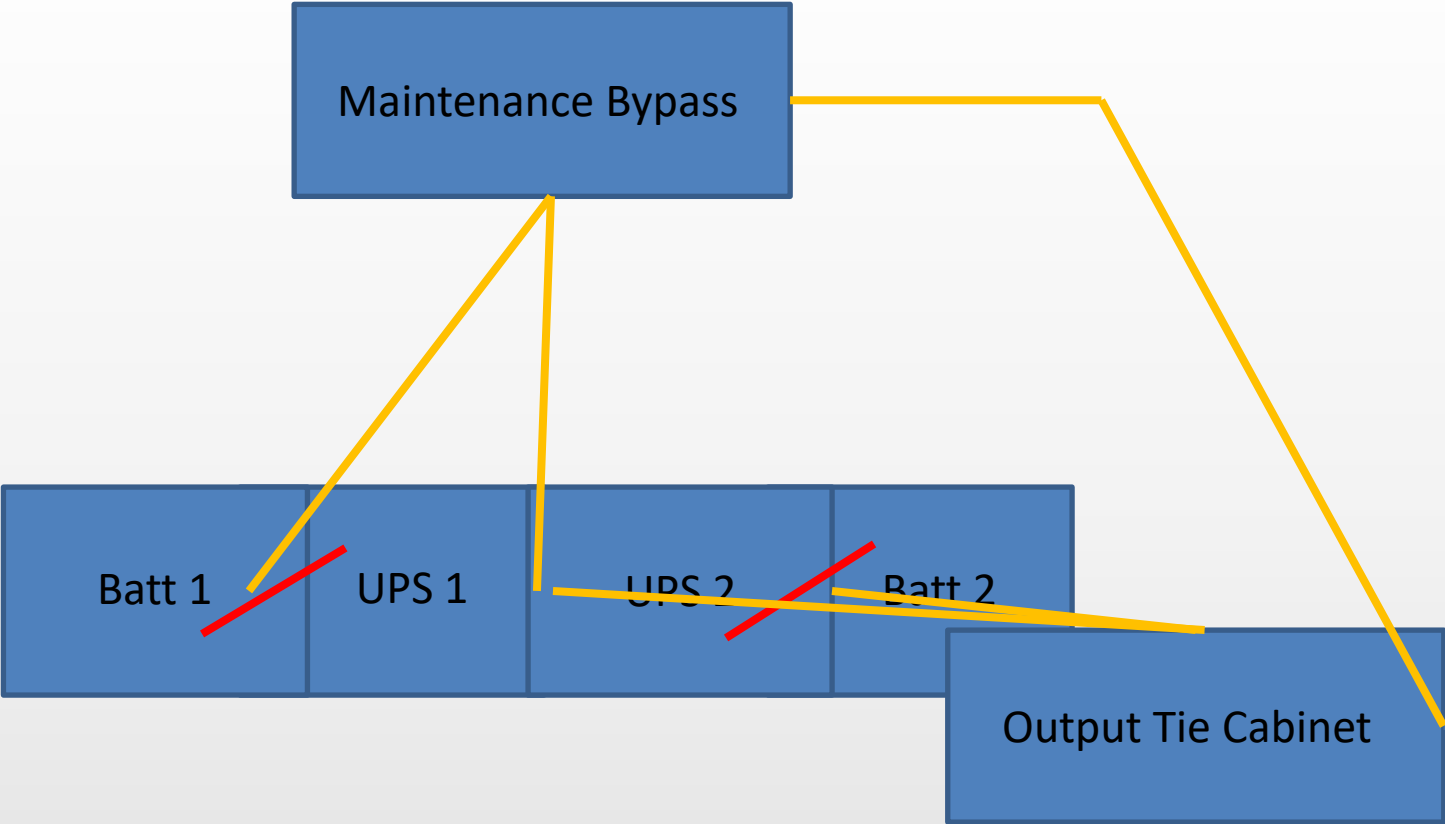 Maintenance Bypass
Batt 1
UPS 1
UPS 2
Batt 2
Output Tie Cabinet